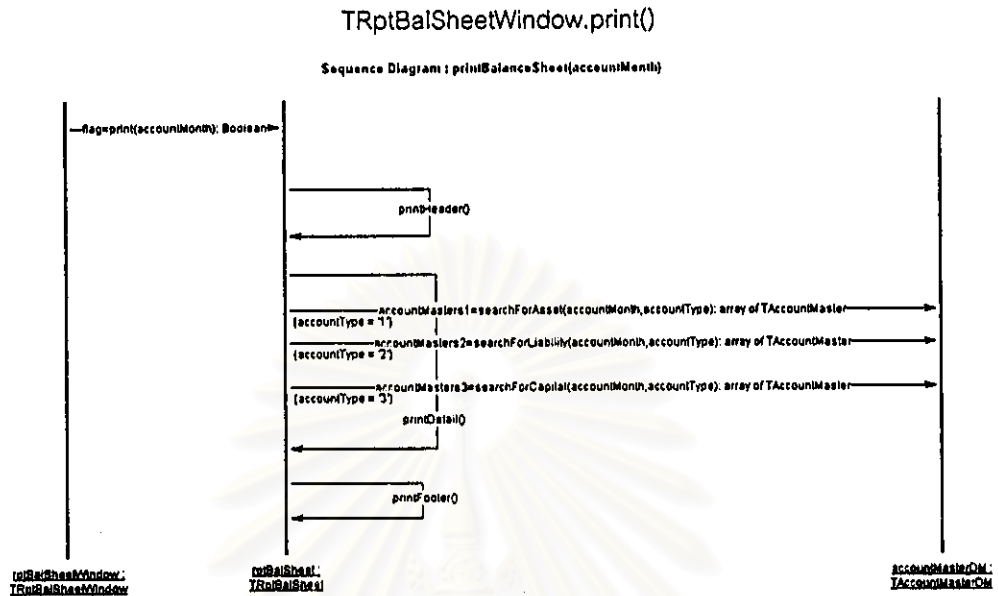 TRptBalSheetWindow.print()
Sequence Diagram : printBalanceSheet(accountMonth)
flag=print(accountMonth): Boolean
printHeader()
accountMasters1=searchForAsset(accountMonth,accountType): array of TAccountMaster
{accountType = '1'}
accountMasters2=searchForLiability(accountMonth,accountType): array of TAccountMaster
{accountType = '2'}
accountMasters3=searchForCapital(accountMonth,accountType): array of TAccountMaster
{accountType = '3'}
printDetail()
printFooter()
rptBalSheetWindow :
TRptBalSheetWindow
rptBalSheet :
TRptBalSheet
accountMasterDM :
TAccountMasterDM